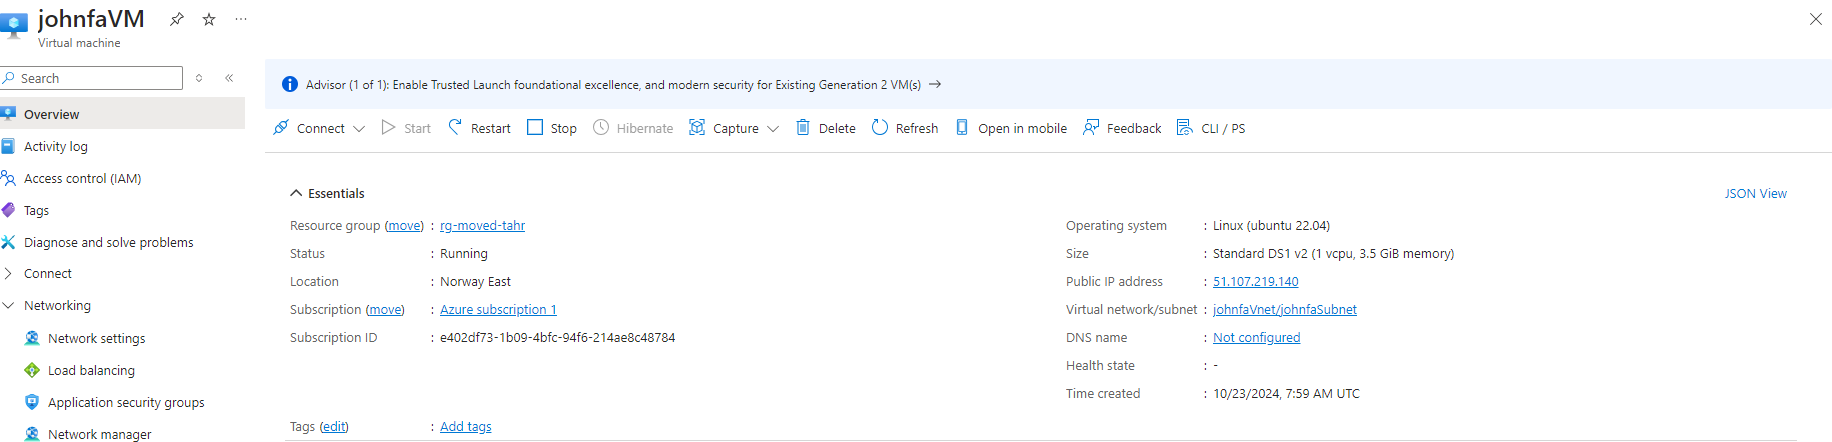 johnfaVM
Virtual machine
Search
Overview
Activity log
Access control (IAM)
Tags
Diagnose and solve problems
Connect
Networking
Network settings
Load balancing
Application security groups
Network manager
Advisor (1 of 1): Enable Trusted Launch foundational excellence, and modern security for Existing Generation 2 VM(s)
Connect Start Restart Stop Hibernate Capture Delete Refresh Open in mobile Feedback CLI / PS
Essentials
JSON View
Resource group (move) : rg-moved-tahr
Status : Running
Location : Norway East
Subscription (move) : Azure subscription 1
Subscription ID : e402df73-1b09-4bfc-94f6-214ae8c48784
Operating system : Linux (ubuntu 22.04)
Size : Standard DS1 v2 (1 vcpu, 3.5 GiB memory)
Public IP address : 51.107.219.140
Virtual network/subnet : johnfaVnet/johnfaSubnet
DNS name : Not configured
Health state : -
Time created : 10/23/2024, 7:59 AM UTC
Tags (edit) : Add tags